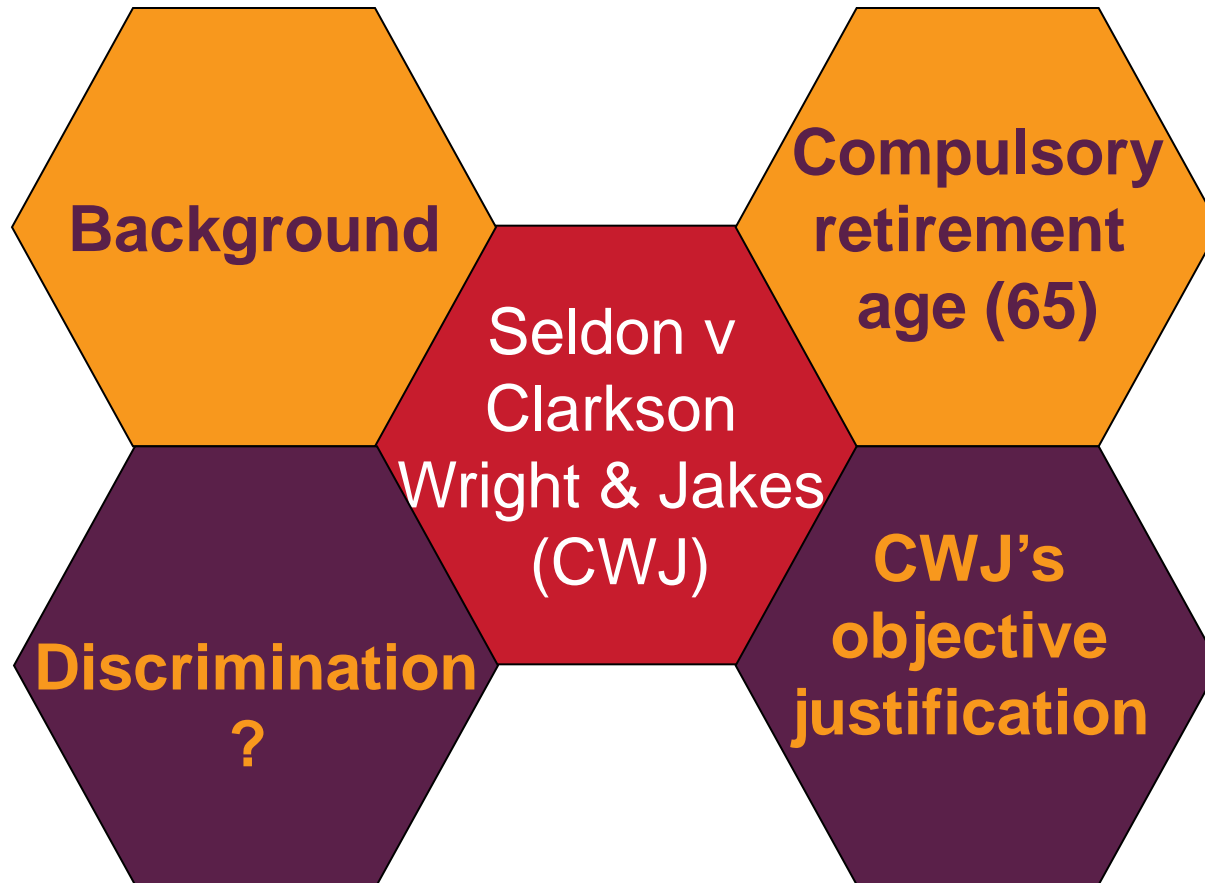 Background
Compulsory
retirement
age (65)
Seldon v
Clarkson
Wright & Jakes
(CWJ)
Discrimination
?
CWJ’s
objective
justification